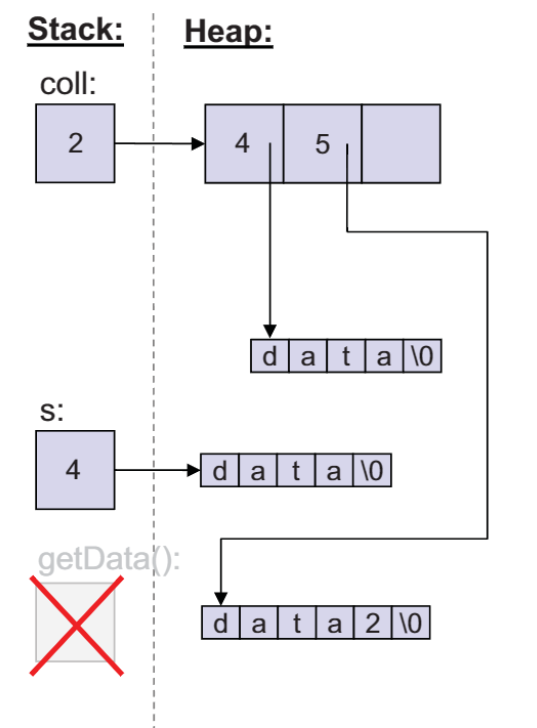 Stack: Heap:
coll:
2 4 5
d a t a \0
s:
4 d a t a \0
getData():
d a t a 2 \0